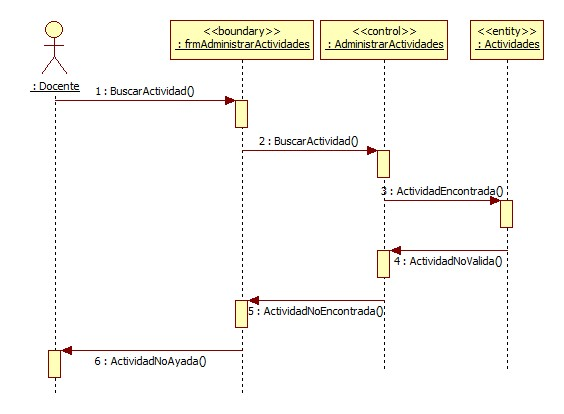 <<boundary>>
: frmAdministrarActividades
<<control>>
: AdministrarActividades
<<entity>>
: Actividades
: Docente
1 : BuscarActividad()
2 : BuscarActividad()
3 : ActividadEncontrada()
4 : ActividadNoValida()
5 : ActividadNoEncontrada()
6 : ActividadNoAyada()